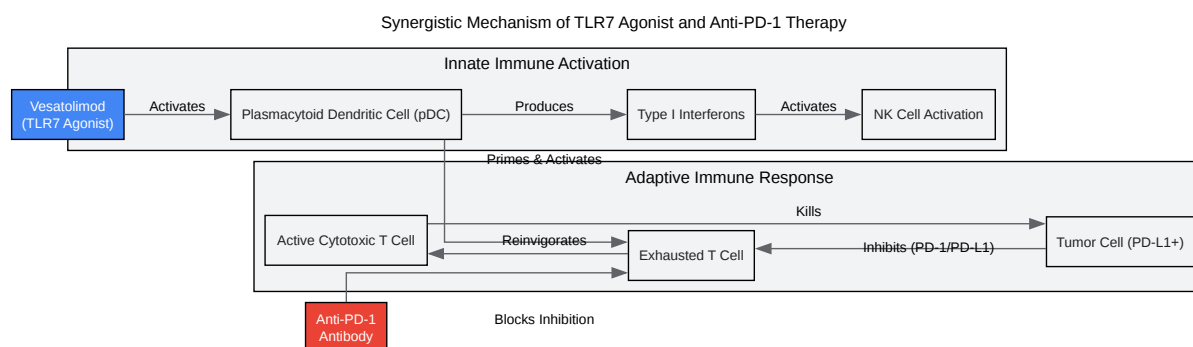 Synergistic Mechanism of TLR7 Agonist and Anti-PD-1 Therapy
Innate Immune Activation
Vesatolimod
(TLR7 Agonist)
Activates
Plasmacytoid Dendritic Cell (pDC)
Produces
Type I Interferons
Activates
NK Cell Activation
Primes & Activates
Adaptive Immune Response
Kills
Active Cytotoxic T Cell
Reinvigorates
Exhausted T Cell
Inhibits (PD-1/PD-L1)
Tumor Cell (PD-L1+)
Anti-PD-1
Antibody
Blocks Inhibition